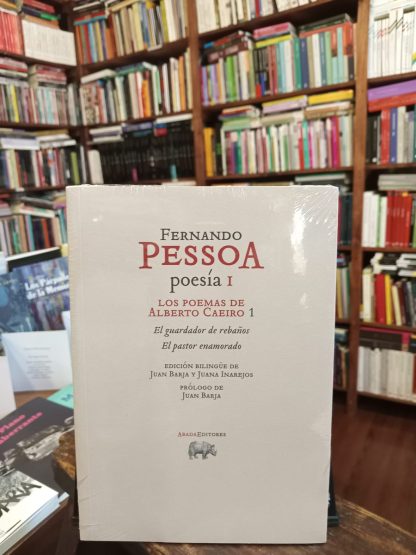 FERNANDO
PESSOA
poesía I
LOS POEMAS DE
ALBERTO CAEIRO 1
El guardador de rebaños
El pastor enamorado
EDICIÓN BILINGÜE DE
JUAN BARJA Y JUANA INAREJOS
PRÓLOGO DE
JUAN BARJA
ABADAEDITORES